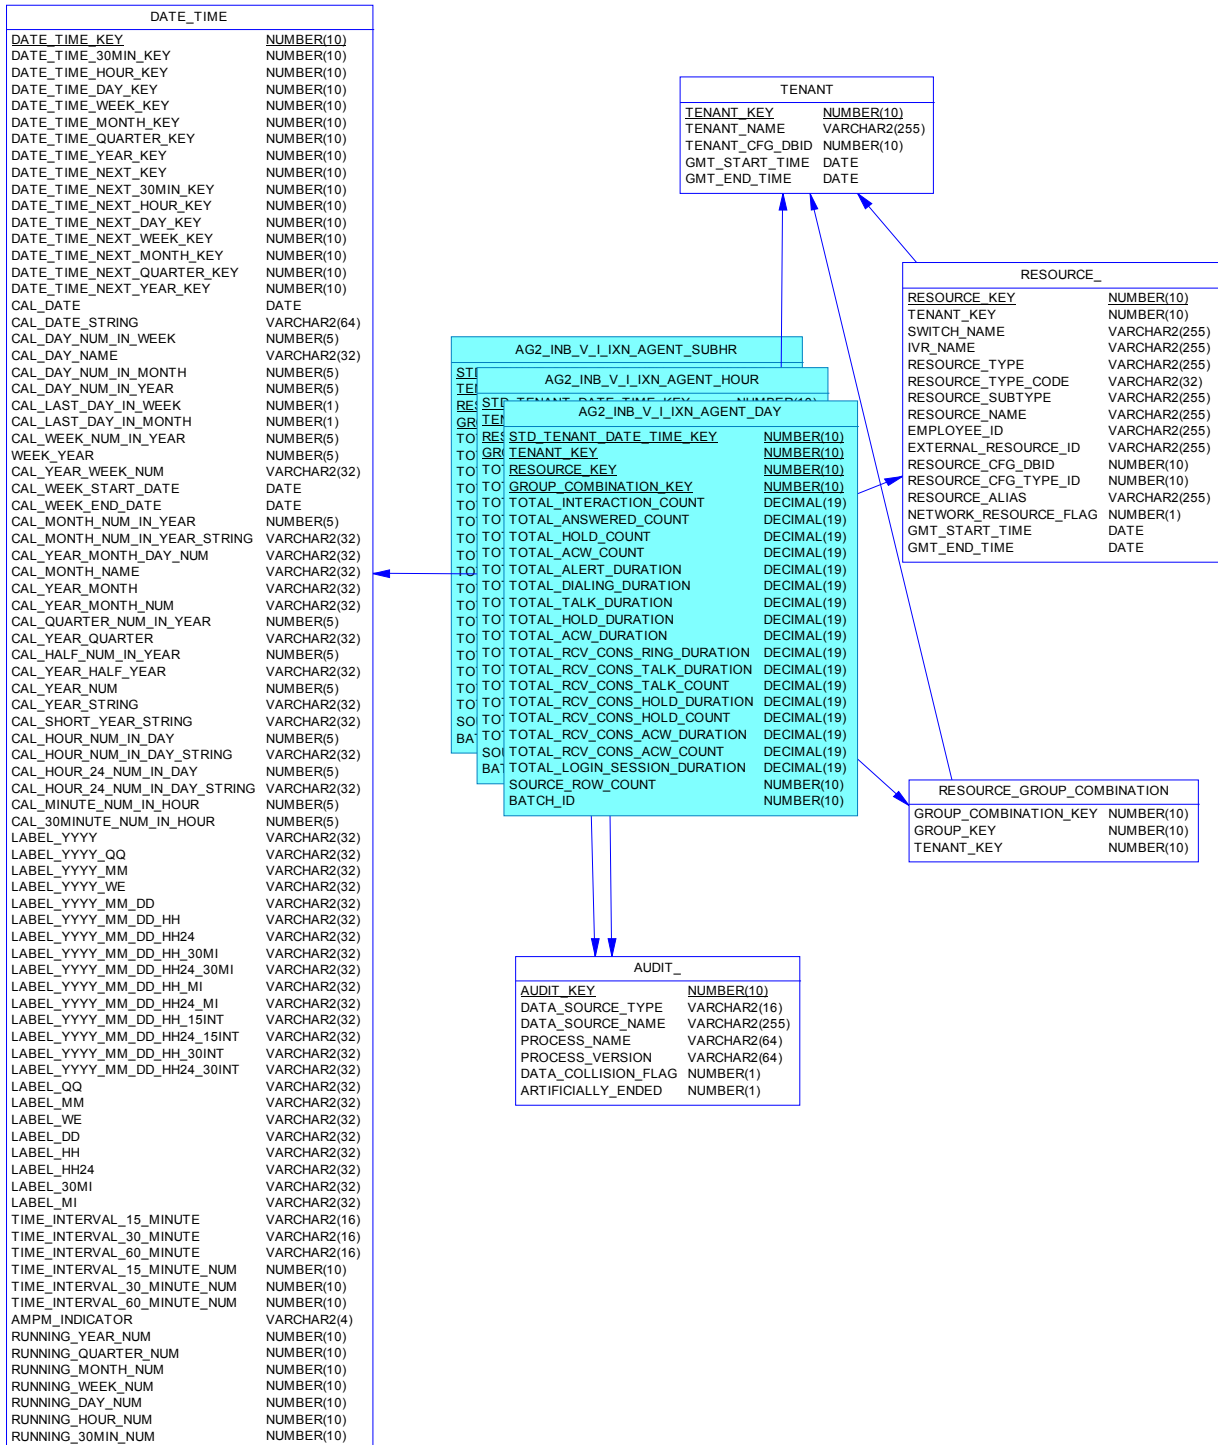 DATE_TIME
DATE_TIME_KEY NUMBER(10)
DATE_TIME_30MIN_KEY NUMBER(10)
DATE_TIME_HOUR_KEY NUMBER(10)
DATE_TIME_DAY_KEY NUMBER(10)
DATE_TIME_WEEK_KEY NUMBER(10)
DATE_TIME_MONTH_KEY NUMBER(10)
DATE_TIME_QUARTER_KEY NUMBER(10)
DATE_TIME_YEAR_KEY NUMBER(10)
DATE_TIME_NEXT_KEY NUMBER(10)
DATE_TIME_NEXT_30MIN_KEY NUMBER(10)
DATE_TIME_NEXT_HOUR_KEY NUMBER(10)
DATE_TIME_NEXT_DAY_KEY NUMBER(10)
DATE_TIME_NEXT_WEEK_KEY NUMBER(10)
DATE_TIME_NEXT_MONTH_KEY NUMBER(10)
DATE_TIME_NEXT_QUARTER_KEY NUMBER(10)
DATE_TIME_NEXT_YEAR_KEY NUMBER(10)
CAL_DATE DATE
CAL_DATE_STRING VARCHAR2(64)
CAL_DAY_NUM_IN_WEEK NUMBER(5)
CAL_DAY_NAME VARCHAR2(32)
CAL_DAY_NUM_IN_MONTH NUMBER(5)
CAL_DAY_NUM_IN_YEAR NUMBER(5)
CAL_LAST_DAY_IN_WEEK NUMBER(1)
CAL_LAST_DAY_IN_MONTH NUMBER(1)
CAL_WEEK_NUM_IN_YEAR NUMBER(5)
WEEK_YEAR NUMBER(5)
CAL_YEAR_WEEK_NUM VARCHAR2(32)
CAL_WEEK_START_DATE DATE
CAL_WEEK_END_DATE DATE
CAL_MONTH_NUM_IN_YEAR NUMBER(5)
CAL_MONTH_NUM_IN_YEAR_STRING VARCHAR2(32)
CAL_YEAR_MONTH_DAY_NUM VARCHAR2(32)
CAL_MONTH_NAME VARCHAR2(32)
CAL_YEAR_MONTH VARCHAR2(32)
CAL_YEAR_MONTH_NUM VARCHAR2(32)
CAL_QUARTER_NUM_IN_YEAR NUMBER(5)
CAL_YEAR_QUARTER VARCHAR2(32)
CAL_HALF_NUM_IN_YEAR NUMBER(5)
CAL_YEAR_HALF_YEAR VARCHAR2(32)
CAL_YEAR_NUM NUMBER(5)
CAL_YEAR_STRING VARCHAR2(32)
CAL_SHORT_YEAR_STRING VARCHAR2(32)
CAL_HOUR_NUM_IN_DAY NUMBER(5)
CAL_HOUR_NUM_IN_DAY_STRING VARCHAR2(32)
CAL_HOUR_24_NUM_IN_DAY NUMBER(5)
CAL_HOUR_24_NUM_IN_DAY_STRING VARCHAR2(32)
CAL_MINUTE_NUM_IN_HOUR NUMBER(5)
CAL_30MINUTE_NUM_IN_HOUR NUMBER(5)
LABEL_YYYY VARCHAR2(32)
LABEL_YYYY_QQ VARCHAR2(32)
LABEL_YYYY_MM VARCHAR2(32)
LABEL_YYYY_WE VARCHAR2(32)
LABEL_YYYY_MM_DD VARCHAR2(32)
LABEL_YYYY_MM_DD_HH VARCHAR2(32)
LABEL_YYYY_MM_DD_HH24 VARCHAR2(32)
LABEL_YYYY_MM_DD_HH_30MI VARCHAR2(32)
LABEL_YYYY_MM_DD_HH24_30MI VARCHAR2(32)
LABEL_YYYY_MM_DD_HH_MI VARCHAR2(32)
LABEL_YYYY_MM_DD_HH24_MI VARCHAR2(32)
LABEL_YYYY_MM_DD_HH_15INT VARCHAR2(32)
LABEL_YYYY_MM_DD_HH24_15INT VARCHAR2(32)
LABEL_YYYY_MM_DD_HH_30INT VARCHAR2(32)
LABEL_YYYY_MM_DD_HH24_30INT VARCHAR2(32)
LABEL_QQ VARCHAR2(32)
LABEL_MM VARCHAR2(32)
LABEL_WE VARCHAR2(32)
LABEL_DD VARCHAR2(32)
LABEL_HH VARCHAR2(32)
LABEL_HH24 VARCHAR2(32)
LABEL_30MI VARCHAR2(32)
LABEL_MI VARCHAR2(32)
TIME_INTERVAL_15_MINUTE VARCHAR2(16)
TIME_INTERVAL_30_MINUTE VARCHAR2(16)
TIME_INTERVAL_60_MINUTE VARCHAR2(16)
TIME_INTERVAL_15_MINUTE_NUM NUMBER(10)
TIME_INTERVAL_30_MINUTE_NUM NUMBER(10)
TIME_INTERVAL_60_MINUTE_NUM NUMBER(10)
AMPM_INDICATOR VARCHAR2(4)
RUNNING_YEAR_NUM NUMBER(10)
RUNNING_QUARTER_NUM NUMBER(10)
RUNNING_MONTH_NUM NUMBER(10)
RUNNING_WEEK_NUM NUMBER(10)
RUNNING_DAY_NUM NUMBER(10)
RUNNING_HOUR_NUM NUMBER(10)
RUNNING_30MIN_NUM NUMBER(10)
TENANT
TENANT_KEY NUMBER(10)
TENANT_NAME VARCHAR2(255)
TENANT_CFG_DBID NUMBER(10)
GMT_START_TIME DATE
GMT_END_TIME DATE
RESOURCE_
RESOURCE_KEY NUMBER(10)
TENANT_KEY NUMBER(10)
SWITCH_NAME VARCHAR2(255)
IVR_NAME VARCHAR2(255)
RESOURCE_TYPE VARCHAR2(255)
RESOURCE_TYPE_CODE VARCHAR2(32)
RESOURCE_SUBTYPE VARCHAR2(255)
RESOURCE_NAME VARCHAR2(255)
EMPLOYEE_ID VARCHAR2(255)
EXTERNAL_RESOURCE_ID VARCHAR2(255)
RESOURCE_CFG_DBID NUMBER(10)
RESOURCE_CFG_TYPE_ID NUMBER(10)
RESOURCE_ALIAS VARCHAR2(255)
NETWORK_RESOURCE_FLAG NUMBER(1)
GMT_START_TIME DATE
GMT_END_TIME DATE
AG2_INB_V_I_IXN_AGENT_SUBHR
AG2_INB_V_I_IXN_AGENT_HOUR
AG2_INB_V_I_IXN_AGENT_DAY
STD_TENANT_DATE_TIME_KEY NUMBER(10)
TENANT_KEY NUMBER(10)
RESOURCE_KEY NUMBER(10)
GROUP_COMBINATION_KEY NUMBER(10)
TOTAL_INTERACTION_COUNT DECIMAL(19)
TOTAL_ANSWERED_COUNT DECIMAL(19)
TOTAL_HOLD_COUNT DECIMAL(19)
TOTAL_ACW_COUNT DECIMAL(19)
TOTAL_ALERT_DURATION DECIMAL(19)
TOTAL_DIALING_DURATION DECIMAL(19)
TOTAL_TALK_DURATION DECIMAL(19)
TOTAL_HOLD_DURATION DECIMAL(19)
TOTAL_ACW_DURATION DECIMAL(19)
TOTAL_RCV_CONS_RING_DURATION DECIMAL(19)
TOTAL_RCV_CONS_TALK_DURATION DECIMAL(19)
TOTAL_RCV_CONS_TALK_COUNT DECIMAL(19)
TOTAL_RCV_CONS_HOLD_DURATION DECIMAL(19)
TOTAL_RCV_CONS_HOLD_COUNT DECIMAL(19)
TOTAL_RCV_CONS_ACW_DURATION DECIMAL(19)
TOTAL_RCV_CONS_ACW_COUNT DECIMAL(19)
TOTAL_LOGIN_SESSION_DURATION DECIMAL(19)
SOURCE_ROW_COUNT NUMBER(10)
BATCH_ID NUMBER(10)
RESOURCE_GROUP_COMBINATION
GROUP_COMBINATION_KEY NUMBER(10)
GROUP_KEY NUMBER(10)
TENANT_KEY NUMBER(10)
AUDIT_
AUDIT_KEY NUMBER(10)
DATA_SOURCE_TYPE VARCHAR2(16)
DATA_SOURCE_NAME VARCHAR2(255)
PROCESS_NAME VARCHAR2(64)
PROCESS_VERSION VARCHAR2(64)
DATA_COLLISION_FLAG NUMBER(1)
ARTIFICIALLY_ENDED NUMBER(1)